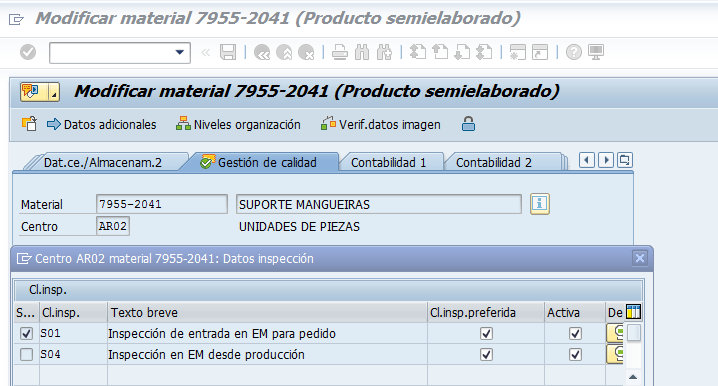 Modificar material 7955-2041 (Producto semielaborado)
Modificar material 7955-2041 (Producto semielaborado)
Datos adicionales Niveles organización Verif.datos imagen
Dat.ce./Almacenam.2 Gestión de calidad Contabilidad 1 Contabilidad 2
Material 7955-2041 SUPORTE MANGUEIRAS
Centro AR02 UNIDADES DE PIEZAS
Centro AR02 material 7955-2041: Datos inspección
Cl.insp.
S... Cl.insp. Texto breve Cl.insp.preferida Activa De
S01 Inspección de entrada en EM para pedido
S04 Inspección en EM desde producción